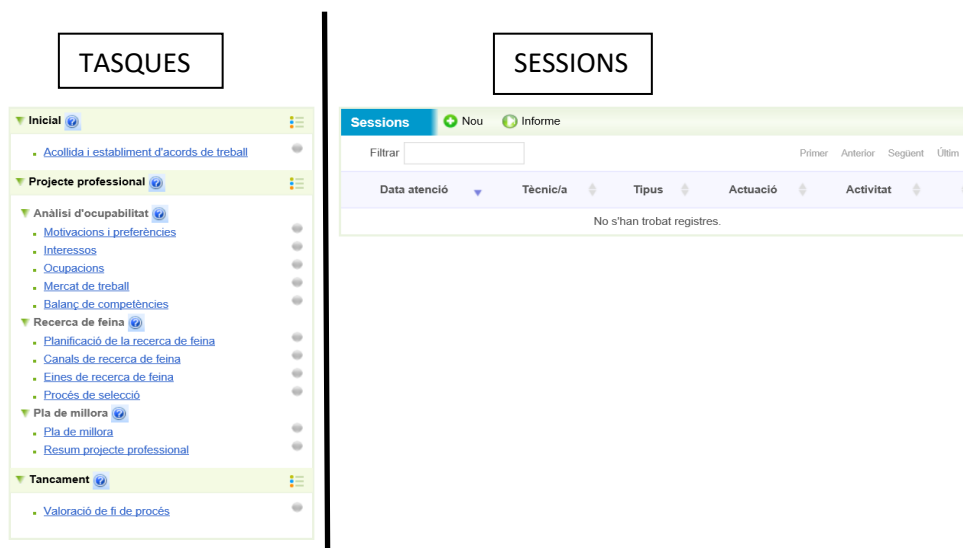 TASQUES
Inicial
Acollida i establiment d'acords de treball
Projecte professional
Anàlisi d'ocupabilitat
Motivacions i preferències
Interessos
Ocupacions
Mercat de treball
Balanç de competències
Recerca de feina
Planificació de la recerca de feina
Canals de recerca de feina
Eines de recerca de feina
Procés de selecció
Pla de millora
Pla de millora
Resum projecte professional
Tancament
Valoració de fi de procés
SESSIONS
Sessions Nou Informe
Filtrar Primer Anterior Següent Últim
Data atenció Tècnic/a Tipus Actuació Activitat
No s'han trobat registres.